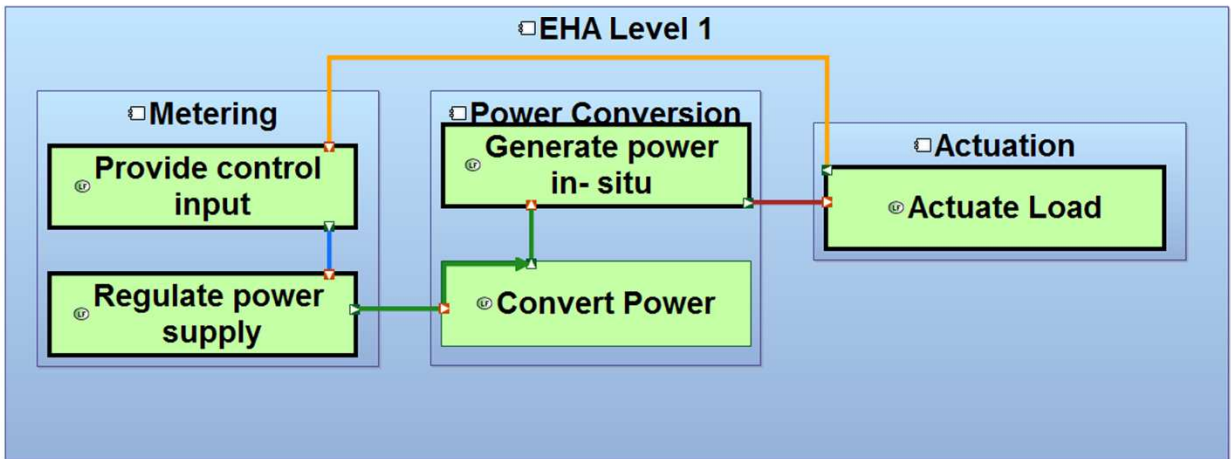 EHA Level 1
Metering
Provide control
input
Regulate power
supply
Power Conversion
Generate power
in- situ
Convert Power
Actuation
Actuate Load